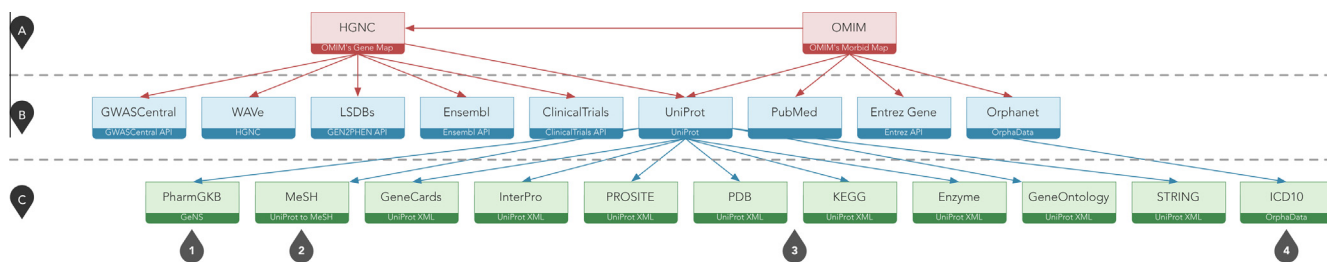 A
HGNC
OMIM's Gene Map
OMIM
OMIM's Morbid Map
B
GWASCentral
GWASCentral API
WAVe
HGNC
LSDBs
GEN2PHEN API
Ensembl
Ensembl API
ClinicalTrials
ClinicalTrials API
UniProt
UniProt
PubMed
Entrez Gene
Entrez API
Orphanet
OrphaData
C
PharmGKB
GeNS
MeSH
UniProt to MeSH
GeneCards
UniProt XML
InterPro
UniProt XML
PROSITE
UniProt XML
PDB
UniProt XML
KEGG
UniProt XML
Enzyme
UniProt XML
GeneOntology
UniProt XML
STRING
UniProt XML
ICD10
OrphaData
1
2
3
4